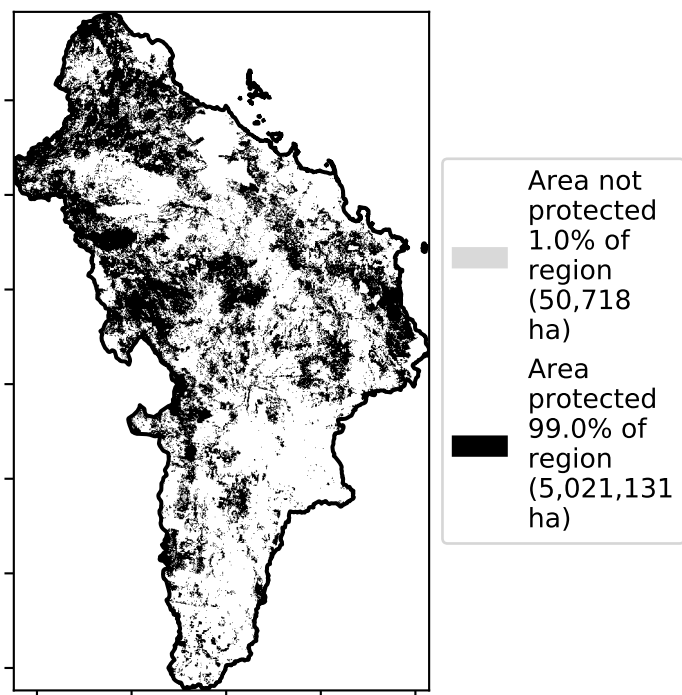 Area not
protected
1.0% of
region
(50,718
ha)
Area
protected
99.0% of
region
(5,021,131
ha)